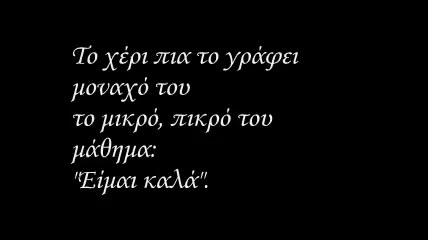 Το χέρι πια το γράφει
μοναχό του
το μικρό, πικρό του
μάθημα:
"Είμαι καλά".